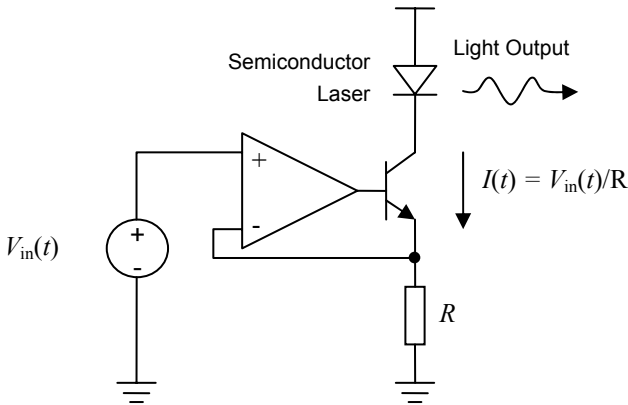 Semiconductor
Laser
Light Output
+
-
I(t) = Vin(t)/R
Vin(t)
+
-
R